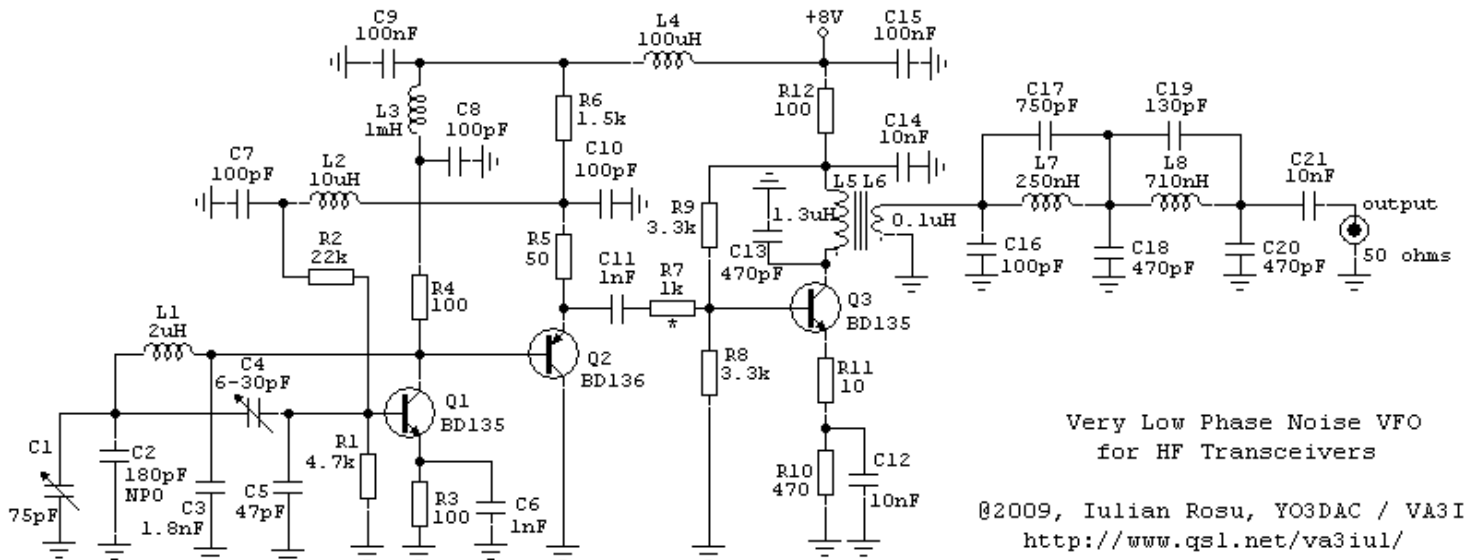 C9
100nF
L4
100uH
+8V
C15
100nF
L3
1mH
C8
100pF
R6
1.5k
R12
100
C14
10nF
C17
750pF
C19
130pF
C7
100pF
L2
10uH
C10
100pF
L5 L6
L7
250nH
L8
710nH
C21
10nF
R2
22k
R9
3.3k
1.3uH
0.1uH
output
R5
50
C11
1nF
R7
1k
*
C13
470pF
C16
100pF
C18
470pF
C20
470pF
50 ohms
R4
100
Q3
BD135
L1
2uH
C4
6-30pF
Q2
BD136
R8
3.3k
R11
10
Q1
BD135
C1
75pF
C2
180pF
NPO
R1
4.7k
C3
1.8nF
C5
47pF
R3
100
C6
1nF
R10
470
C12
10nF
Very Low Phase Noise VFO
for HF Transceivers
@2009, Iulian Rosu, YO3DAC / VA3I
http://www.qsl.net/va3iul/